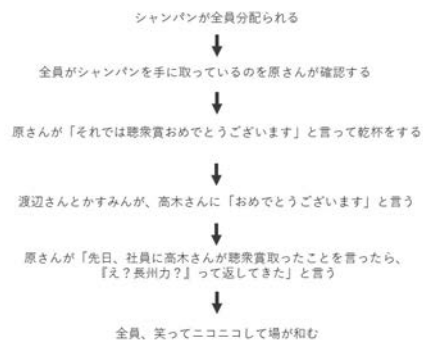 シャンパンが全員分配られる
全員がシャンパンを手に取っているのを原さんが確認する
原さんが「それでは聴衆賞おめでとうございます」と言って乾杯をする
渡辺さんとかすみんが、高木さんに「おめでとうございます」と言う
原さんが「先日、社員に高木さんが聴衆賞取ったことを言ったら、
『え？長州力？』って返してきた」と言う
全員、笑ってニコニコして場が和む